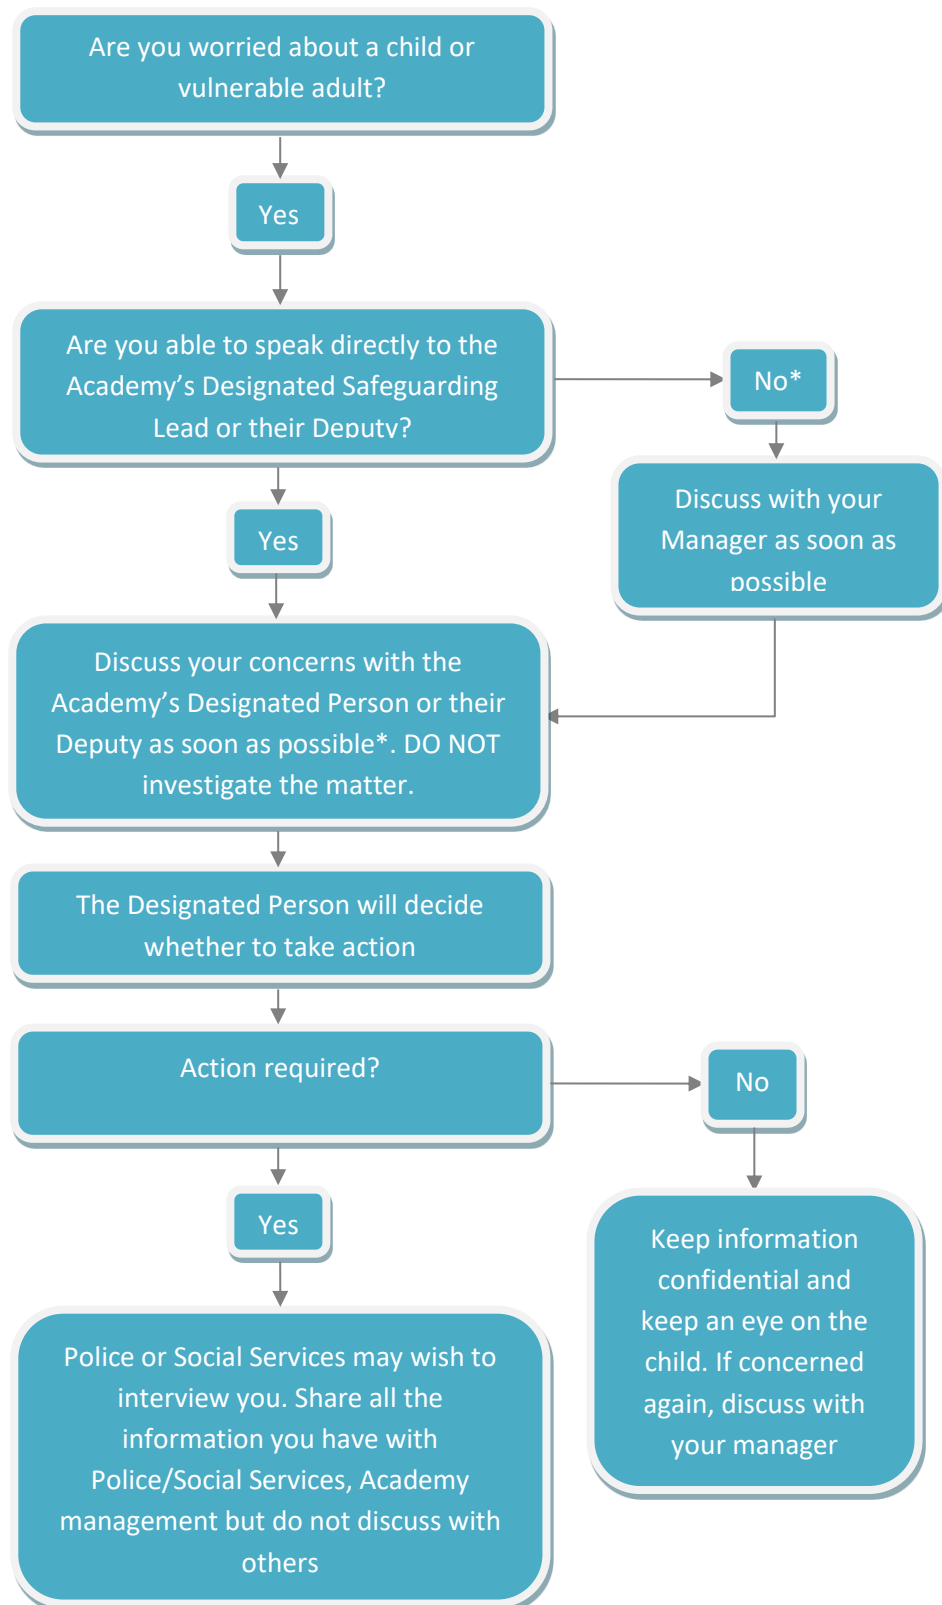 Are you worried about a child or
vulnerable adult?
Yes
Are you able to speak directly to the
Academy’s Designated Safeguarding
Lead or their Deputy?
No*
Discuss with your
Manager as soon as
possible
Yes
Discuss your concerns with the
Academy’s Designated Person or their
Deputy as soon as possible*. DO NOT
investigate the matter.
The Designated Person will decide
whether to take action
Action required?
No
Yes
Keep information
confidential and
keep an eye on the
child. If concerned
again, discuss with
your manager
Police or Social Services may wish to
interview you. Share all the
information you have with
Police/Social Services, Academy
management but do not discuss with
others